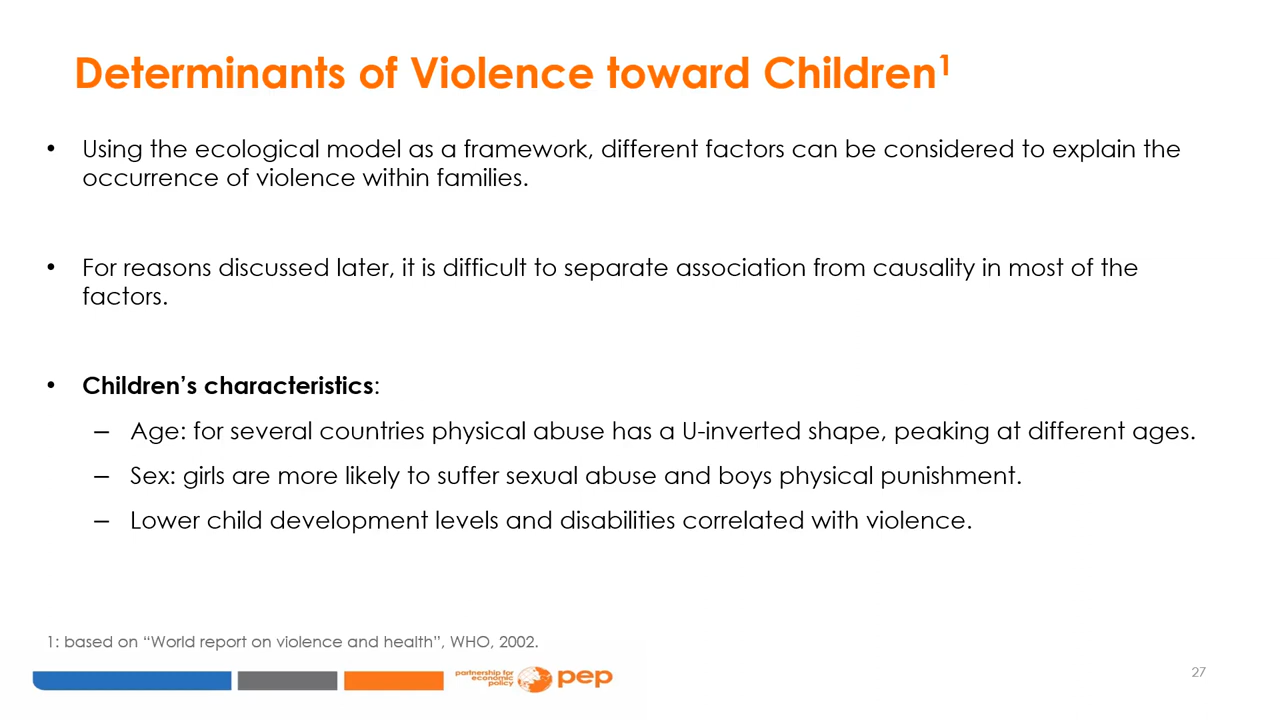 Determinants of Violence toward Children¹
• Using the ecological model as a framework, different factors can be considered to explain the
occurrence of violence within families.
• For reasons discussed later, it is difficult to separate association from causality in most of the
factors.
• Children’s characteristics:
– Age: for several countries physical abuse has a U-inverted shape, peaking at different ages.
– Sex: girls are more likely to suffer sexual abuse and boys physical punishment.
– Lower child development levels and disabilities correlated with violence.
1: based on “World report on violence and health”, WHO, 2002.
partnership for
economic
policy
pep
27